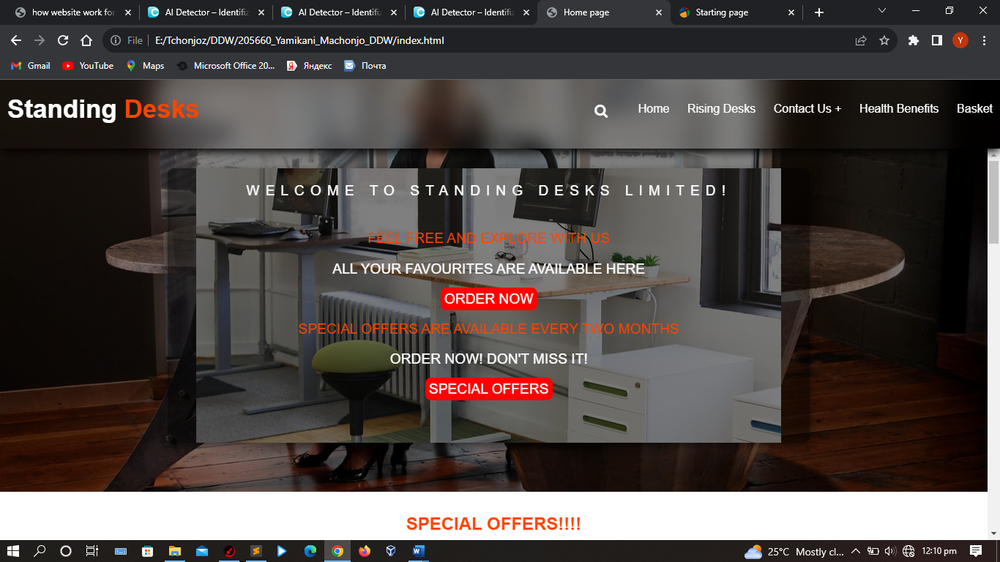 how website work for
AI Detector – Identifiz
AI Detector – Identifiz
AI Detector – Identifiz
Home page
Starting page
File
E:/Tchonjoz/DDW/205660_Yamikani_Machonjo_DDW/index.html
Y
Gmail
YouTube
Maps
Microsoft Office 20...
Яндекс
Почта
Standing Desks
Home
Rising Desks
Contact Us +
Health Benefits
Basket
WELCOME TO STANDING DESKS LIMITED!
FEEL FREE AND EXPLORE WITH US
ALL YOUR FAVOURITES ARE AVAILABLE HERE
ORDER NOW
SPECIAL OFFERS ARE AVAILABLE EVERY TWO MONTHS
ORDER NOW! DON'T MISS IT!
SPECIAL OFFERS
SPECIAL OFFERS!!!!
25°C Mostly cl...
12:10 pm